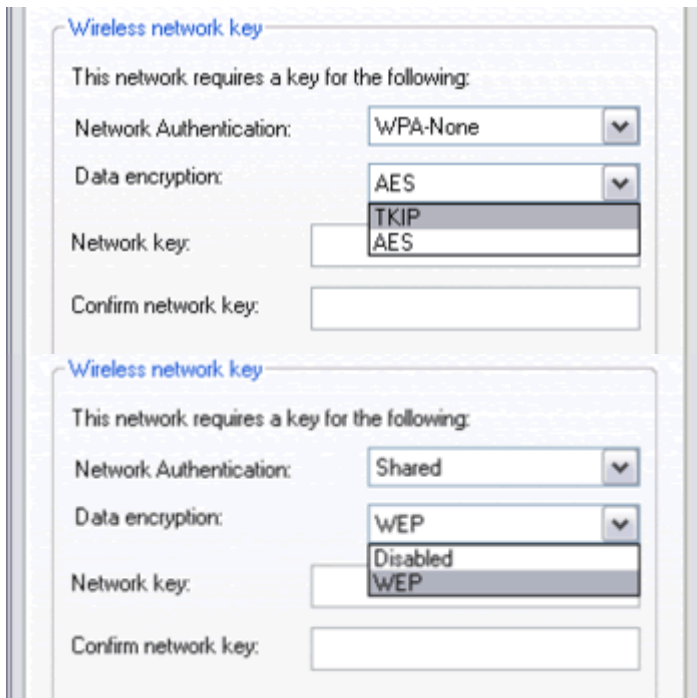 Wireless network key
This network requires a key for the following:
Network Authentication: WPA-None
Data encryption: AES
TKIP
AES
Network key:
Confirm network key:
Wireless network key
This network requires a key for the following:
Network Authentication: Shared
Data encryption: WEP
Disabled
WEP
Network key:
Confirm network key: